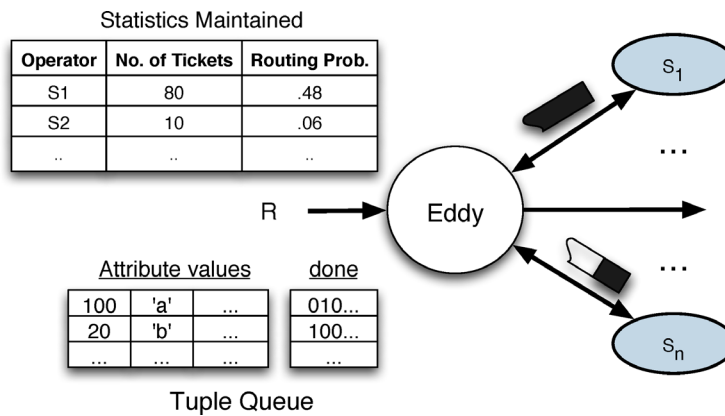 Statistics Maintained
Operator No. of Tickets Routing Prob.
S1 80 .48
S2 10 .06
.. .. ..
S1
...
R
Eddy
...
Sn
Attribute values done
100 'a' ... 010...
20 'b' ... 100...
... ... ... ...
Tuple Queue